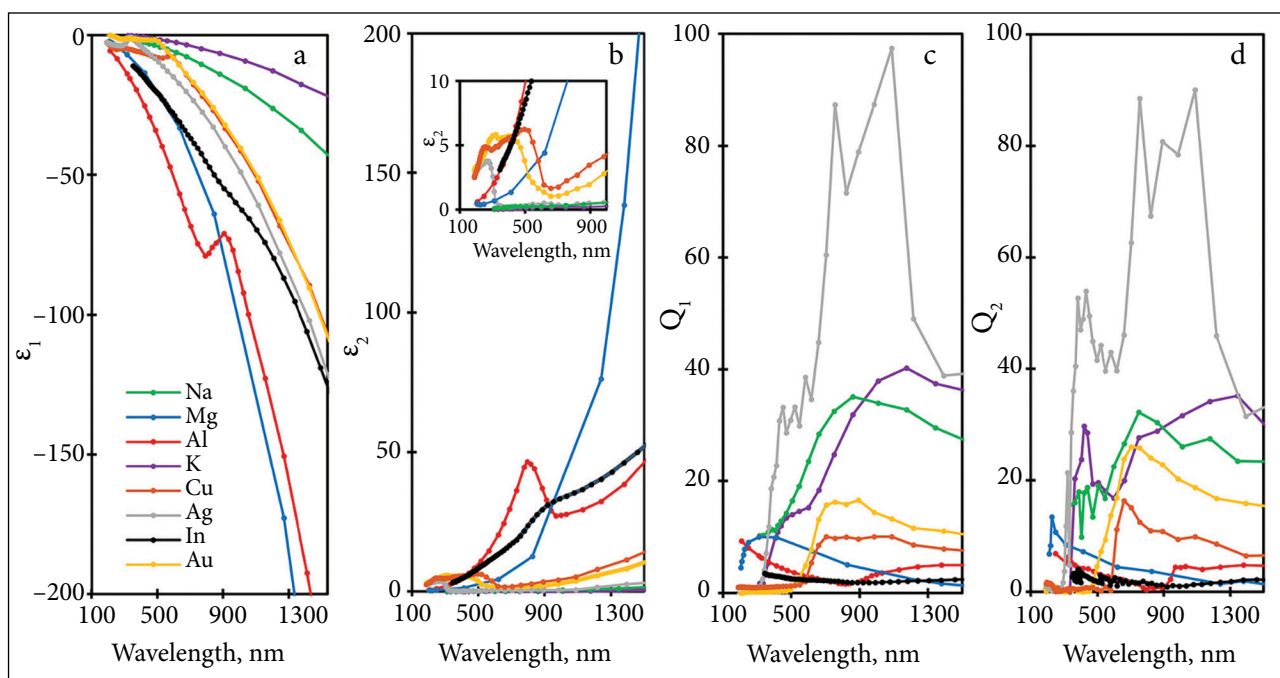 a
0
−50
−100
−150
−200
ε1
Na
Mg
Al
K
Cu
Ag
In
Au
100 500 900 1300
Wavelength, nm
b
200
150
100
50
0
ε2
10
5
0
ε2
100 500 900
Wavelength, nm
100 500 900 1300
Wavelength, nm
c
100
80
60
40
20
0
Q1
100 500 900 1300
Wavelength, nm
d
100
80
60
40
20
0
Q2
100 500 900 1300
Wavelength, nm